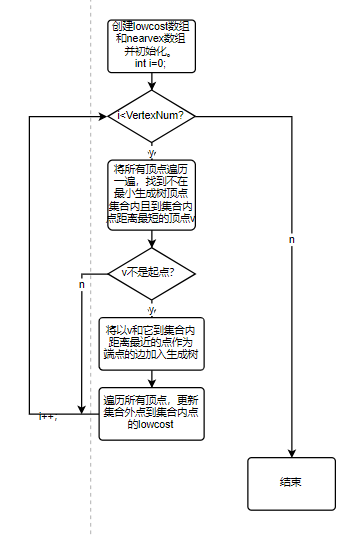 创建lowcost数组
和nearvex数组
并初始化。
int i=0;
i<VertexNum?
y
将所有顶点遍历
一遍，找到不在
最小生成树顶点
集合内且到集合内
点距离最短的顶点v
v不是起点?
n
n
y
将以v和它到集合内
距离最近的点作为
端点的边加入生成树
遍历所有顶点，更新
集合外点到集合内点
的lowcost
i++;
结束